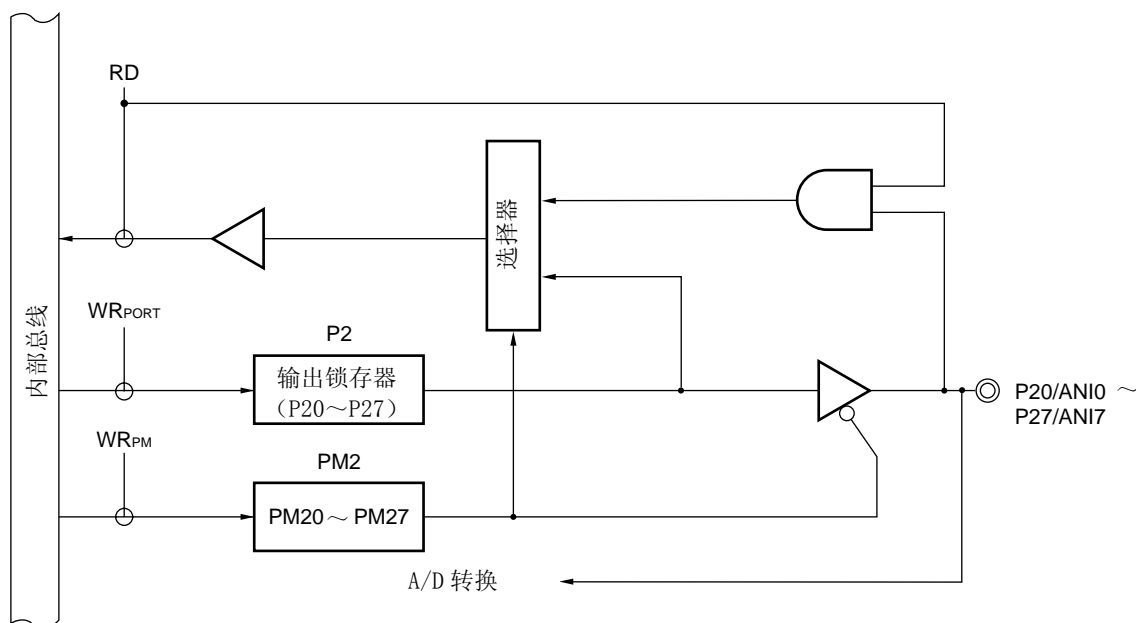 RD
选择器
内部总线
WRPORT
P2
输出锁存器
(P20～P27)
P20/ANI0 ～
P27/ANI7
WRPM
PM2
PM20～ PM27
A/D 转换